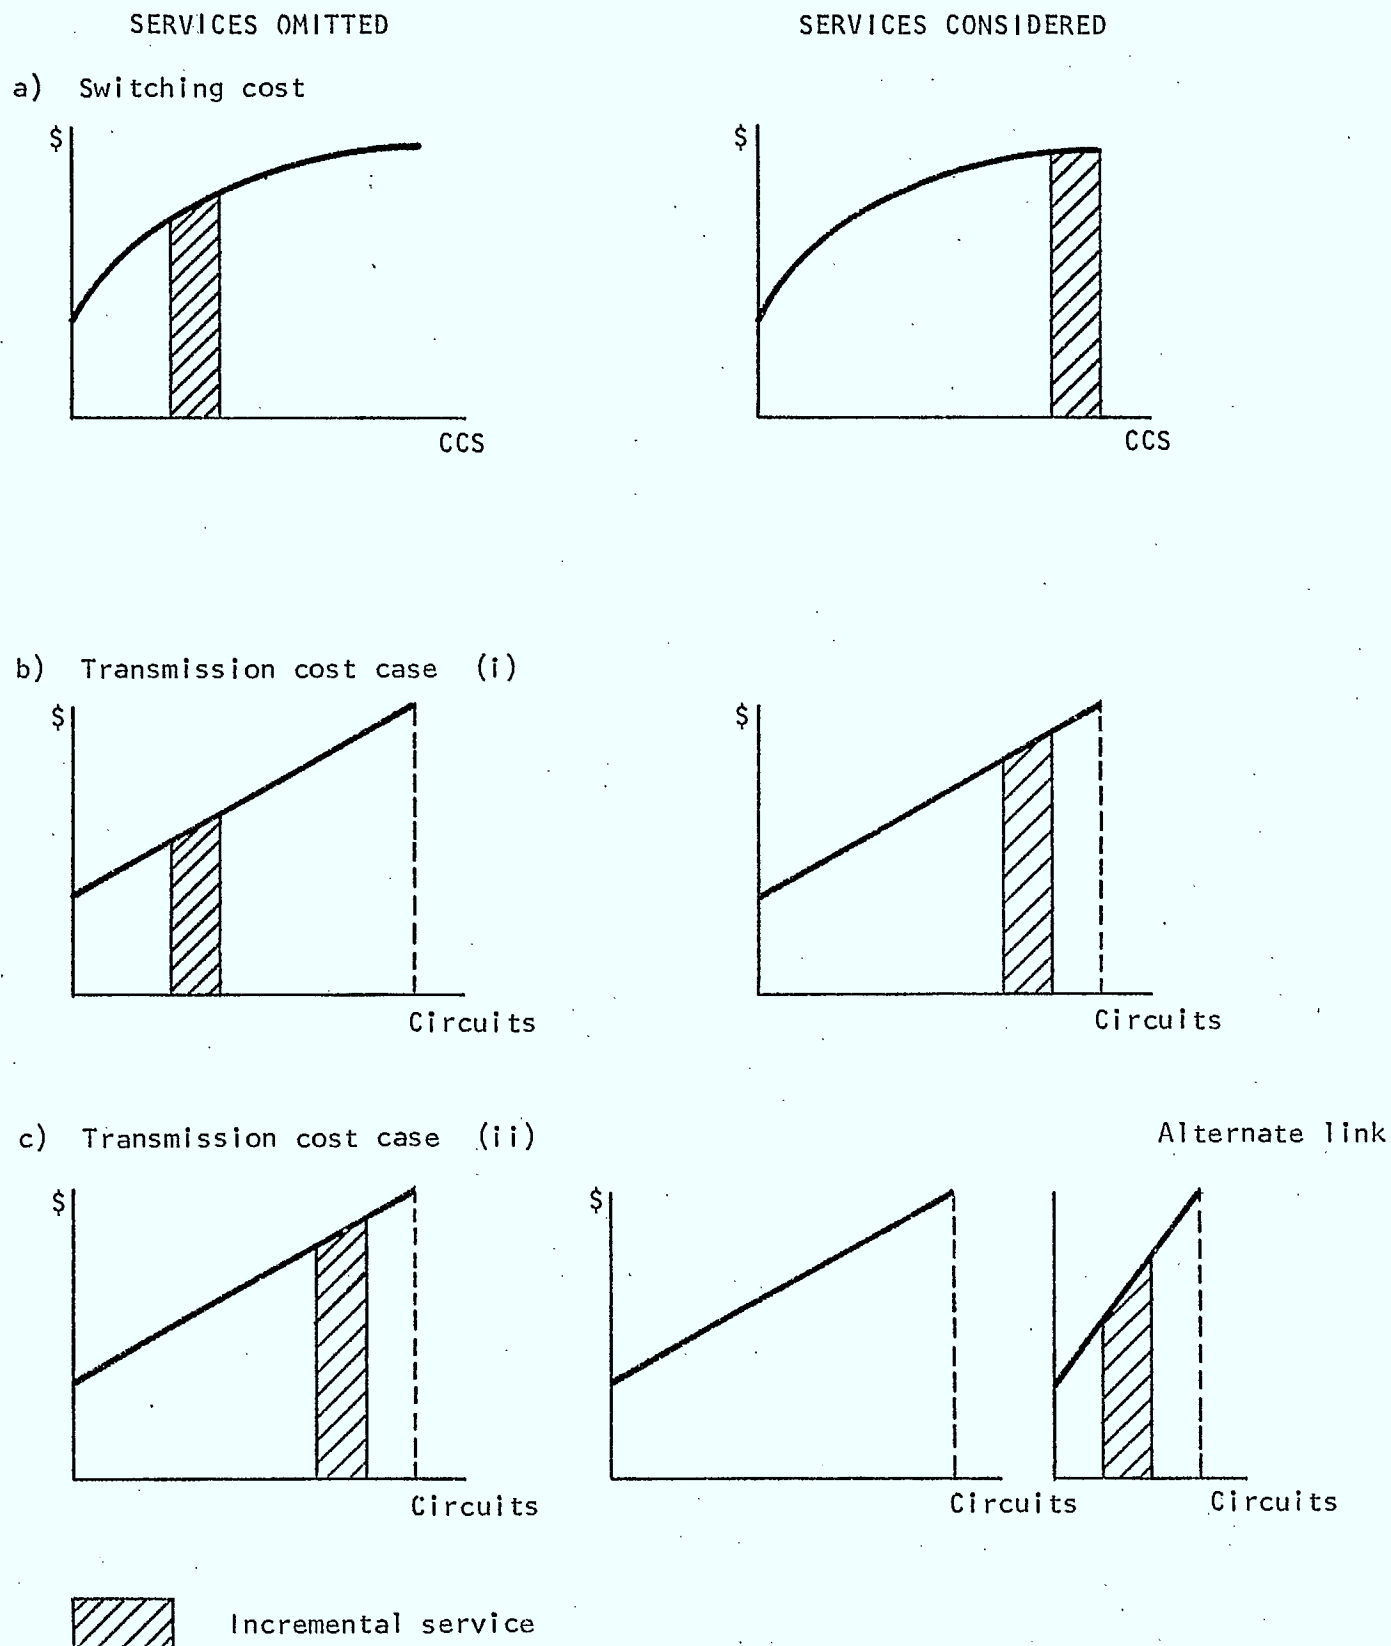 SERVICES OMITTED
SERVICES CONSIDERED
a) Switching cost
$
$
CCS
CCS
b) Transmission cost case (i)
$
$
Circuits
Circuits
c) Transmission cost case (ii)
Alternate link
$
$
Circuits
Circuits
Circuits
Incremental service